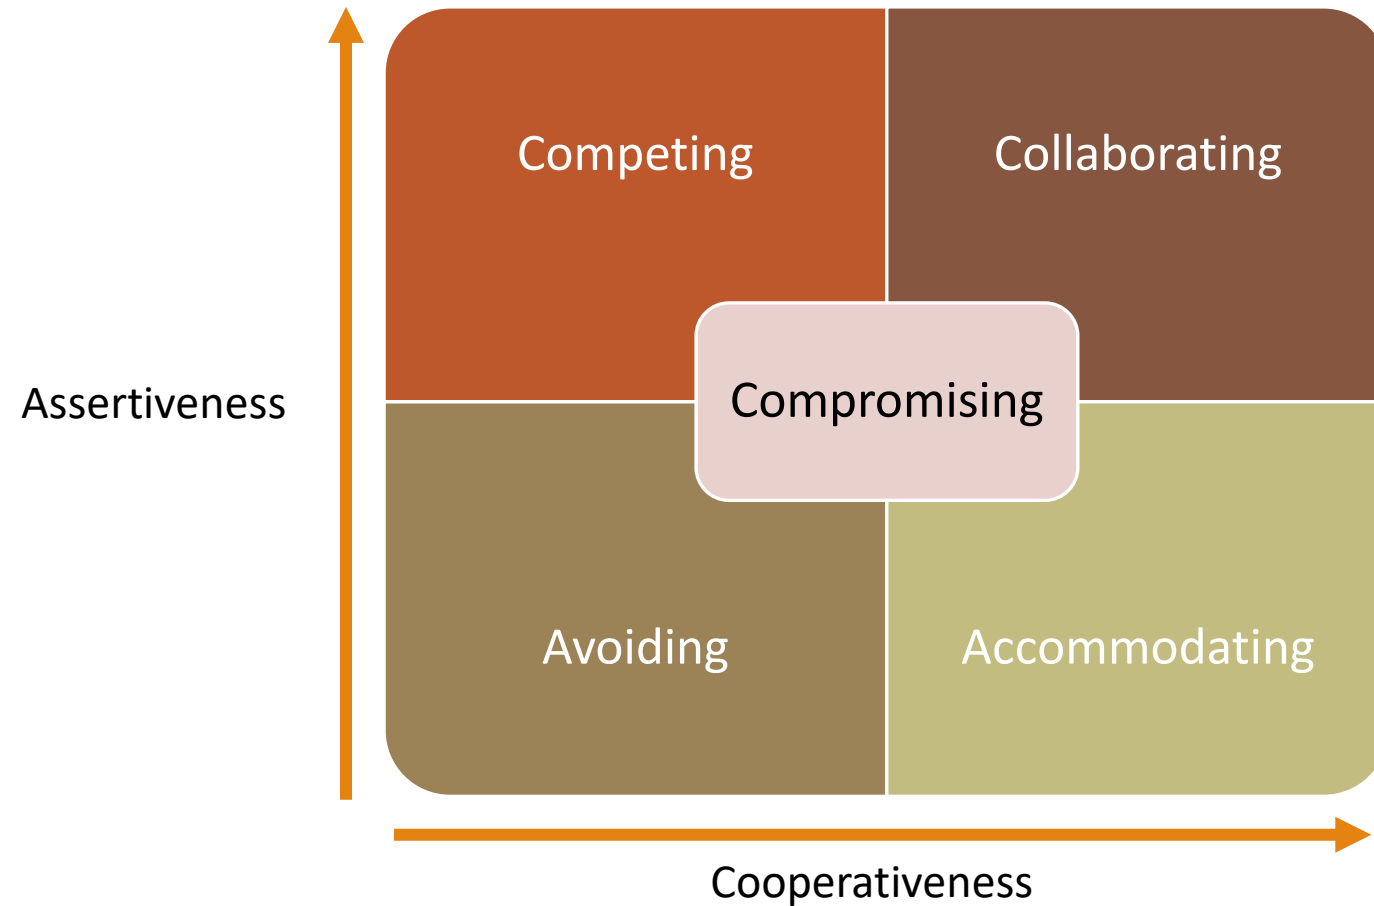 Competing
Collaborating
Assertiveness
Compromising
Avoiding
Accommodating
Cooperativeness